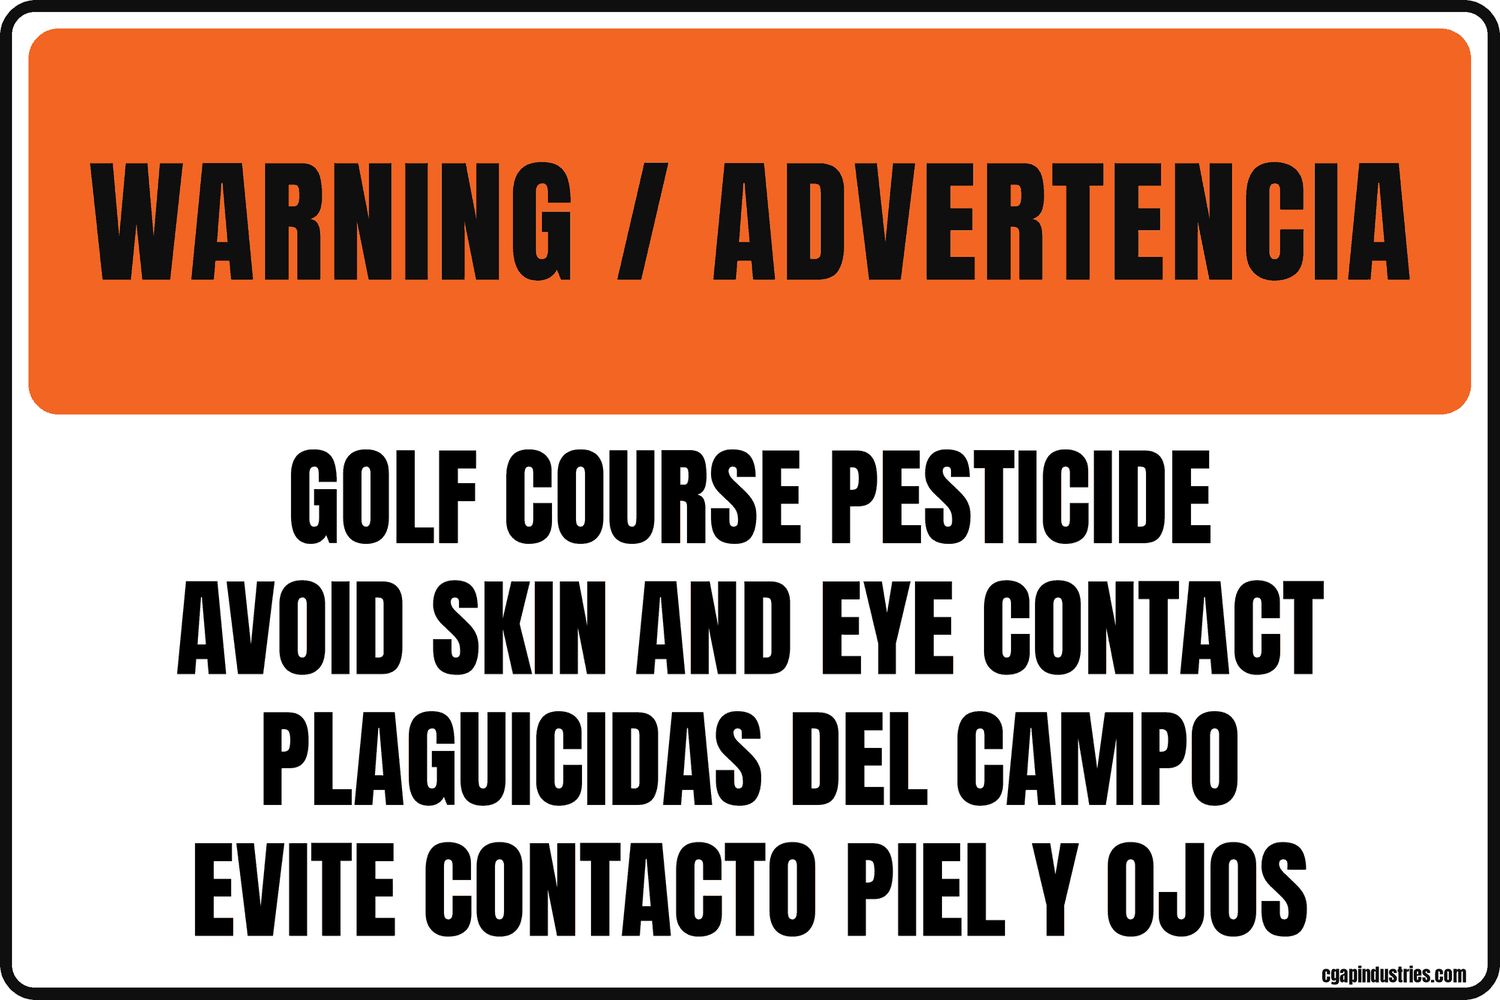 WARNING / ADVERTENCIA
GOLF COURSE PESTICIDE
AVOID SKIN AND EYE CONTACT
PLAGUICIDAS DEL CAMPO
EVITE CONTACTO PIEL Y OJOS
cgapindustries.com